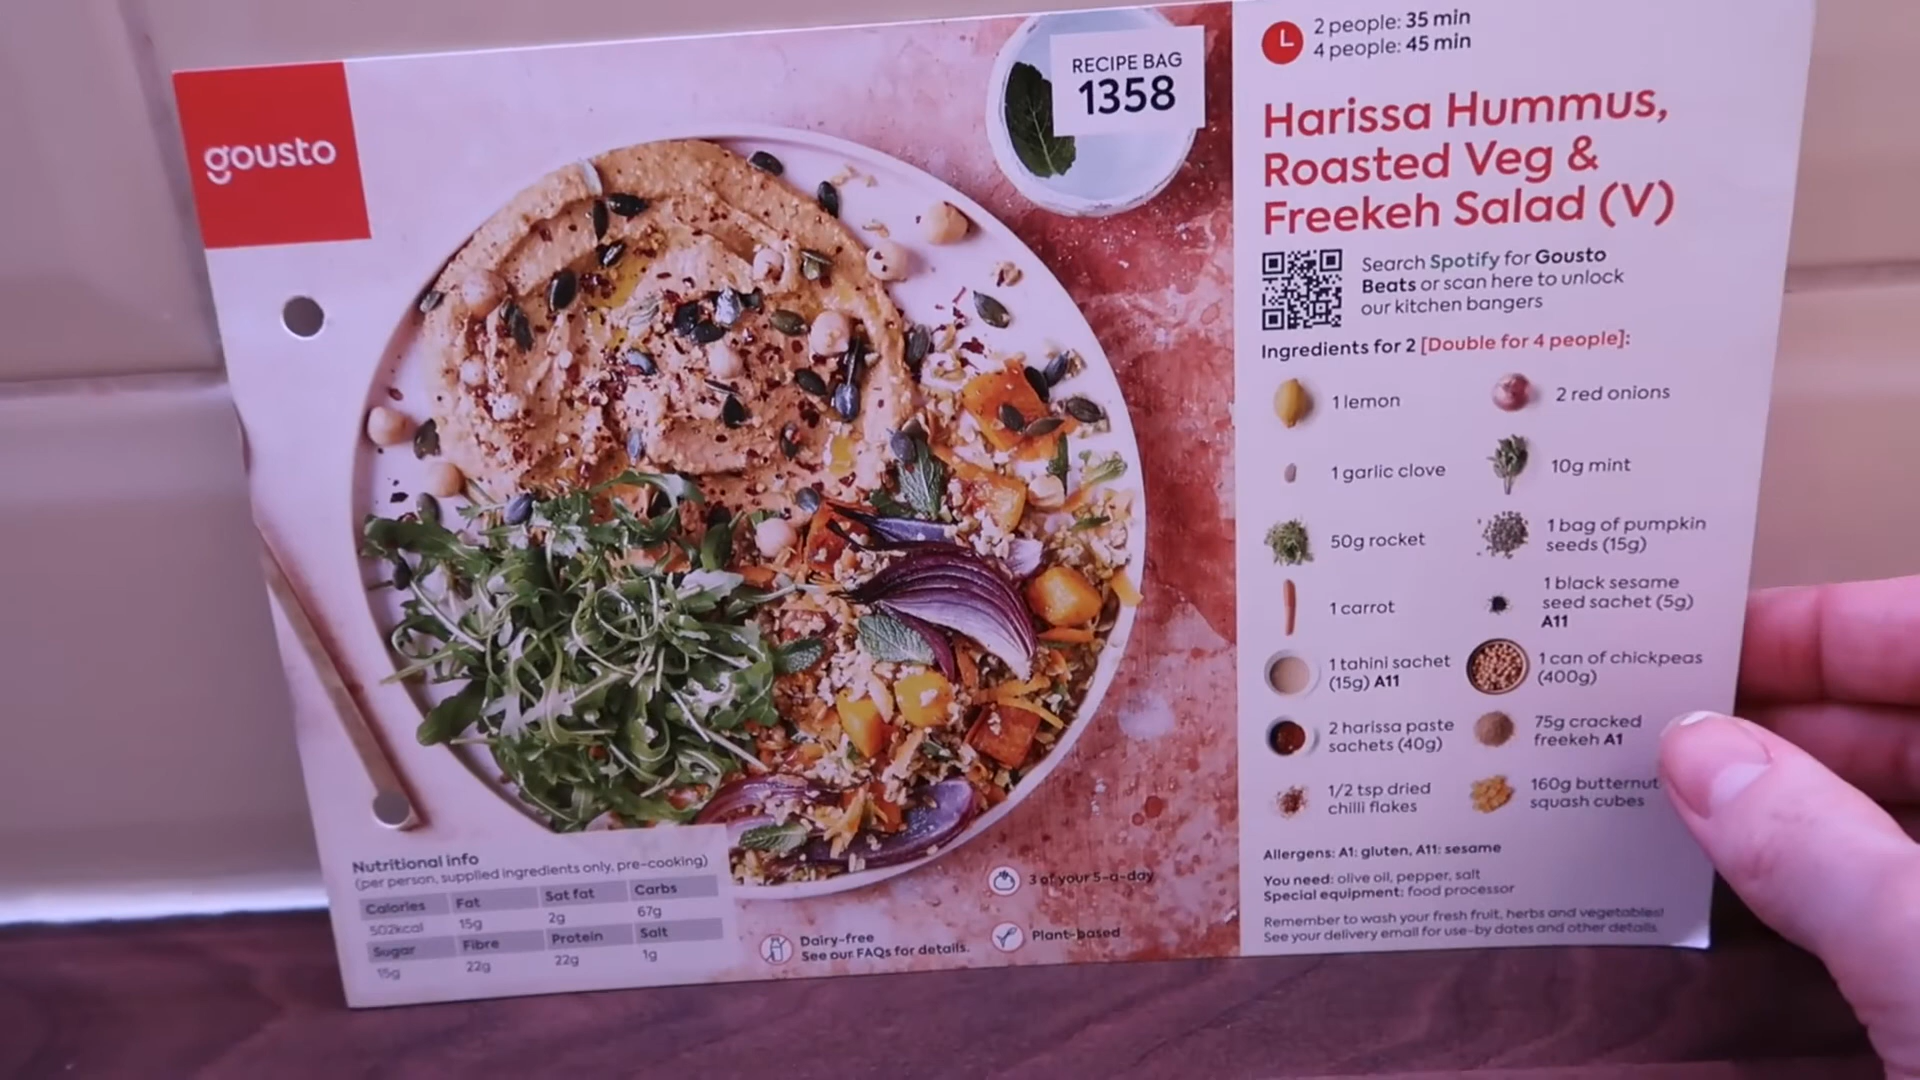 gousto
RECIPE BAG
1358
2 people: 35 min
4 people: 45 min
Harissa Hummus,
Roasted Veg &
Freekeh Salad (V)
Search Spotify for Gousto
Beats or scan here to unlock
our kitchen bangers
Ingredients for 2 [Double for 4 people]:
1 lemon
2 red onions
1 garlic clove
10g mint
50g rocket
1 bag of pumpkin
seeds (15g)
1 carrot
1 black sesame
seed sachet (5g)
A11
1 tahini sachet
(15g) A11
1 can of chickpeas
(400g)
2 harissa paste
sachets (40g)
75g cracked
freekeh A1
1/2 tsp dried
chilli flakes
160g butternut
squash cubes
Allergens: A1: gluten, A11: sesame
You need: olive oil, pepper, salt
Special equipment: food processor
Remember to wash your fresh fruit, herbs and vegetables!
See your delivery email for use-by dates and other details
Nutritional info
(per person, supplied ingredients only, pre-cooking)
Calories Fat Sat fat Carbs
502kcal 15g 2g 67g
Sugar Fibre Protein Salt
15g 22g 22g 1g
3 of your 5-a-day
Dairy-free
See our FAQs for details.
Plant-based